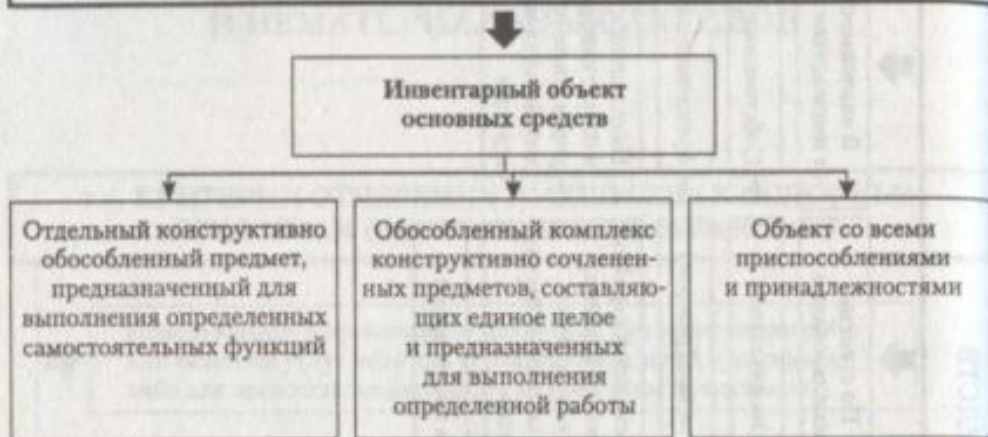 Инвентарный объект
основных средств
Отдельный конструктивно
обособленный предмет,
предназначенный для
выполнения определенных
самостоятельных функций
Обособленный комплекс
конструктивно сочленен-
ных предметов, составляю-
щих единое целое
и предназначенных
для выполнения
определенной работы
Объект со всеми
приспособлениями
и принадлежностями